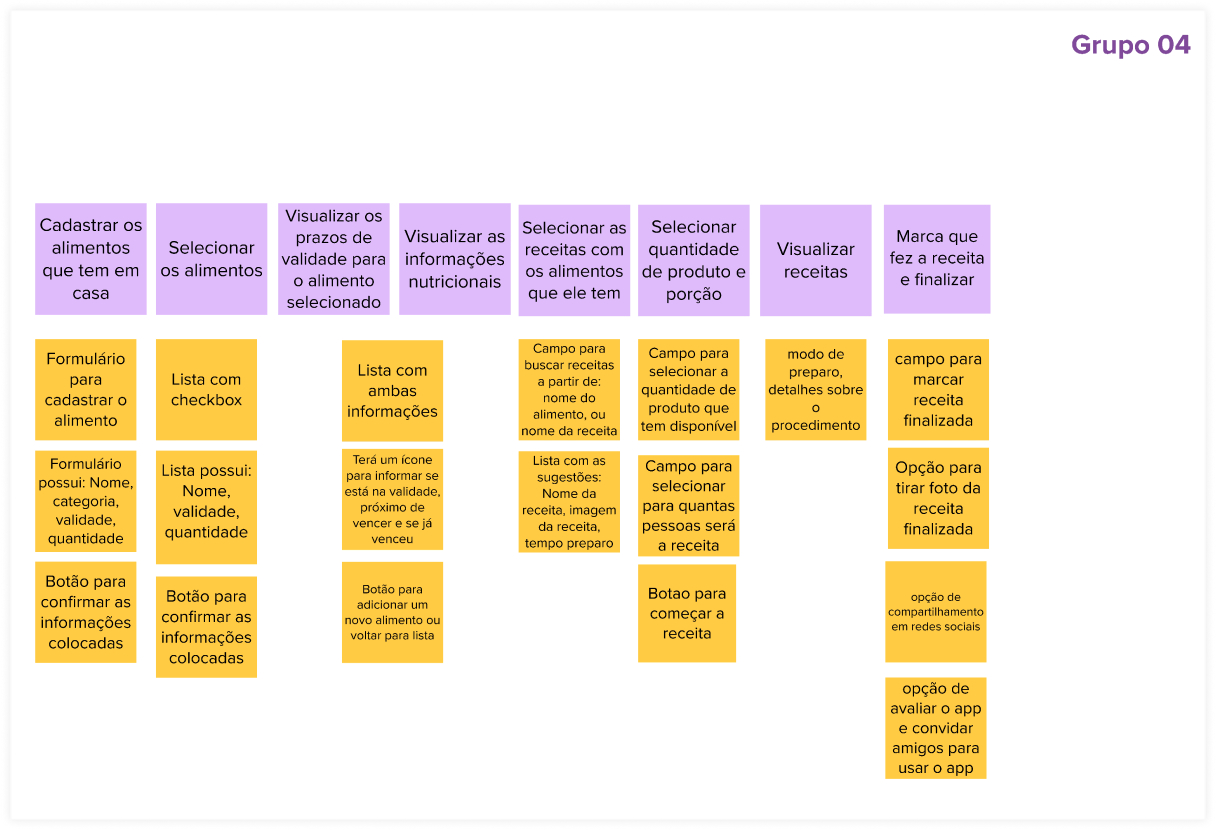 Grupo 04
Cadastrar os
alimentos
que tem em
casa
Selecionar
os alimentos
Visualizar os
prazos de
validade para
o alimento
selecionado
Visualizar as
informações
nutricionais
Selecionar as
receitas com
os alimentos
que ele tem
Selecionar
quantidade
de produto e
porção
Visualizar
receitas
Marca que
fez a receita
e finalizar
Formulário
para
cadastrar o
alimento
Lista com
checkbox
Lista com
ambas
informações
Campo para
buscar receitas
a partir de:
nome do
alimento, ou
nome da receita
Campo para
selecionar a
quantidade de
produto que
tem disponível
modo de
preparo,
detalhes sobre
o
procedimento
campo para
marcar
receita
finalizada
Formulário
possui: Nome,
categoria,
validade,
quantidade
Lista possui:
Nome,
validade,
quantidade
Terá um ícone
para informar se
está na validade,
próximo de
vencer e se já
venceu
Lista com as
sugestões:
Nome da
receita, imagem
da receita,
tempo preparo
Campo para
selecionar
para quantas
pessoas será
a receita
Opção para
tirar foto da
receita
finalizada
Botão para
confirmar as
informações
colocadas
Botão para
confirmar as
informações
colocadas
Botão para
adicionar um
novo alimento ou
voltar para lista
Botao para
começar a
receita
opção de
compartilhamento
em redes sociais
opção de
avaliar o app
e convidar
amigos para
usar o app